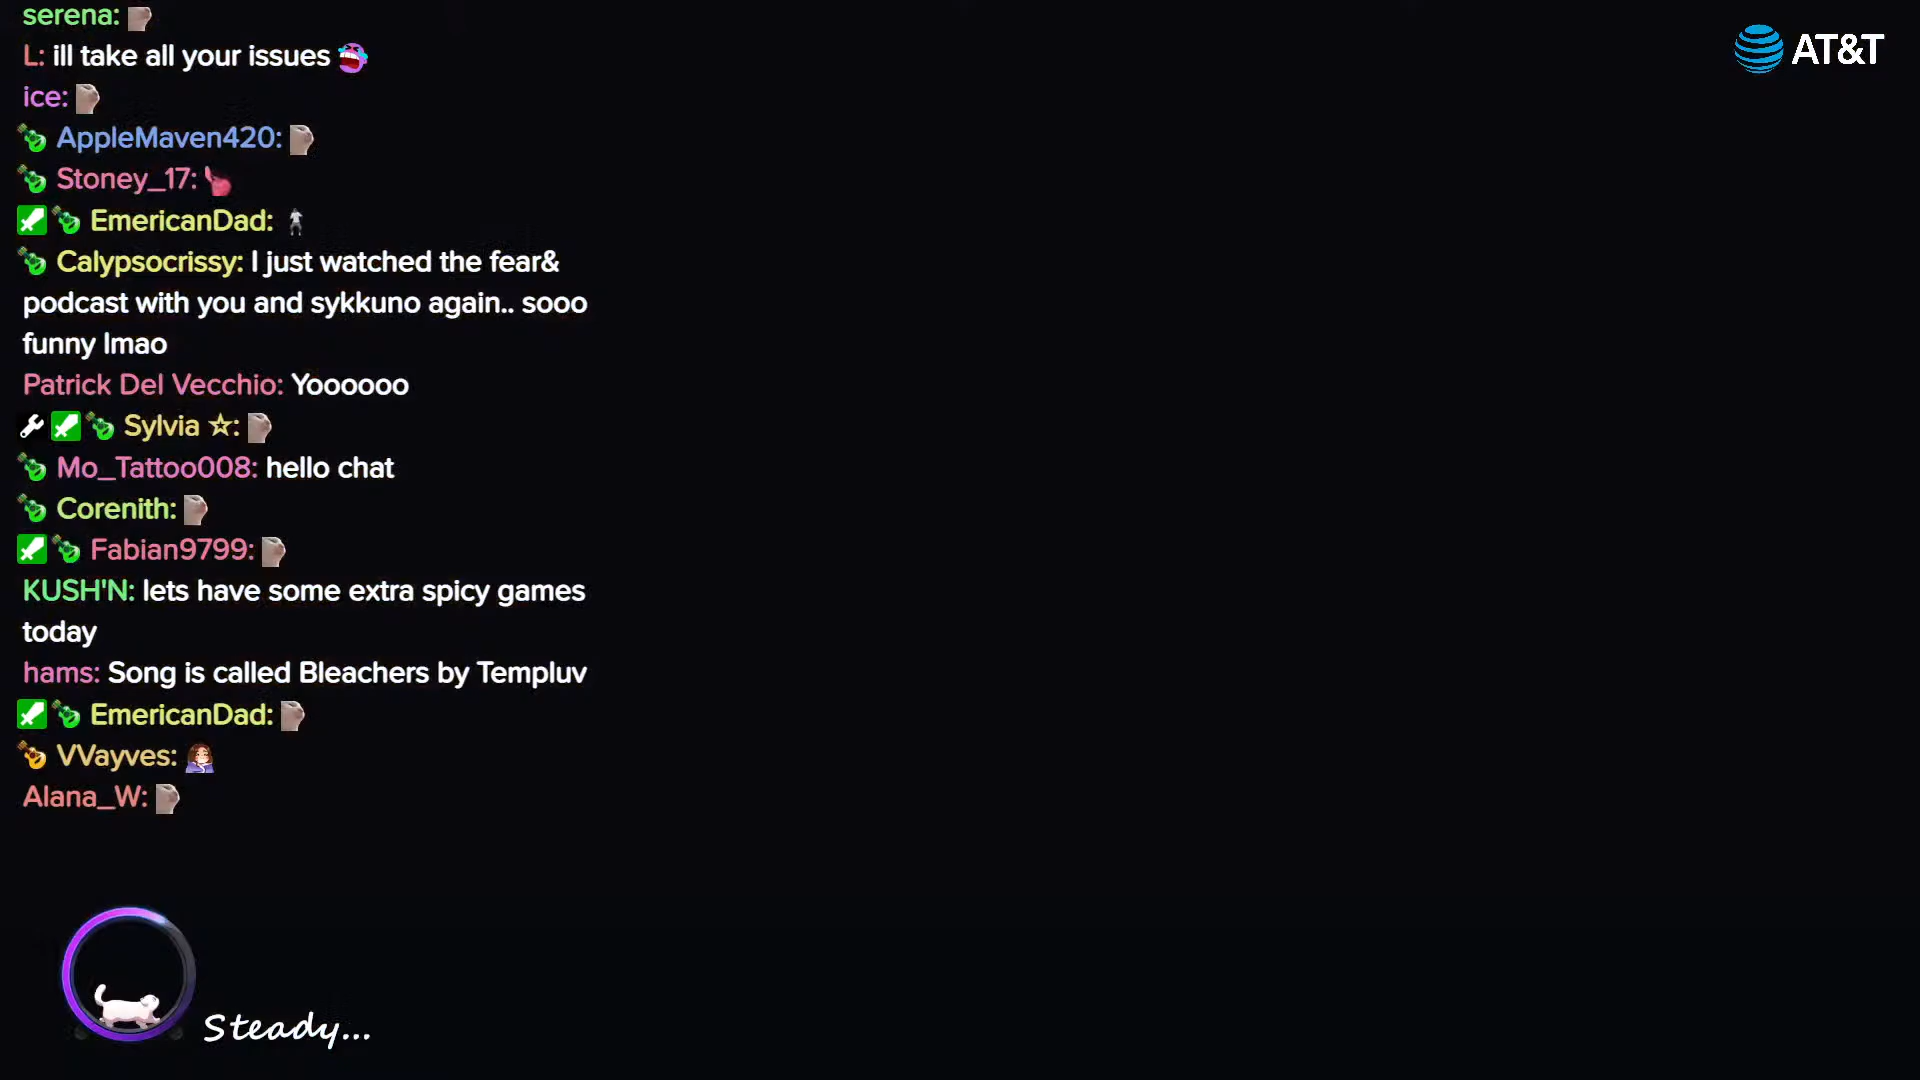 serena:
L: ill take all your issues
ice:
AppleMaven420:
Stoney_17:
EmericanDad:
Calypsocrissy: I just watched the fear&
podcast with you and sykkuno again.. sooo
funny lmao
Patrick Del Vecchio: Yoooooo
Sylvia ☆:
Mo_Tattoo008: hello chat
Corenith:
Fabian9799:
KUSH'N: lets have some extra spicy games
today
hams: Song is called Bleachers by Templuv
EmericanDad:
VVayves:
Alana_W:
Steady...
AT&T